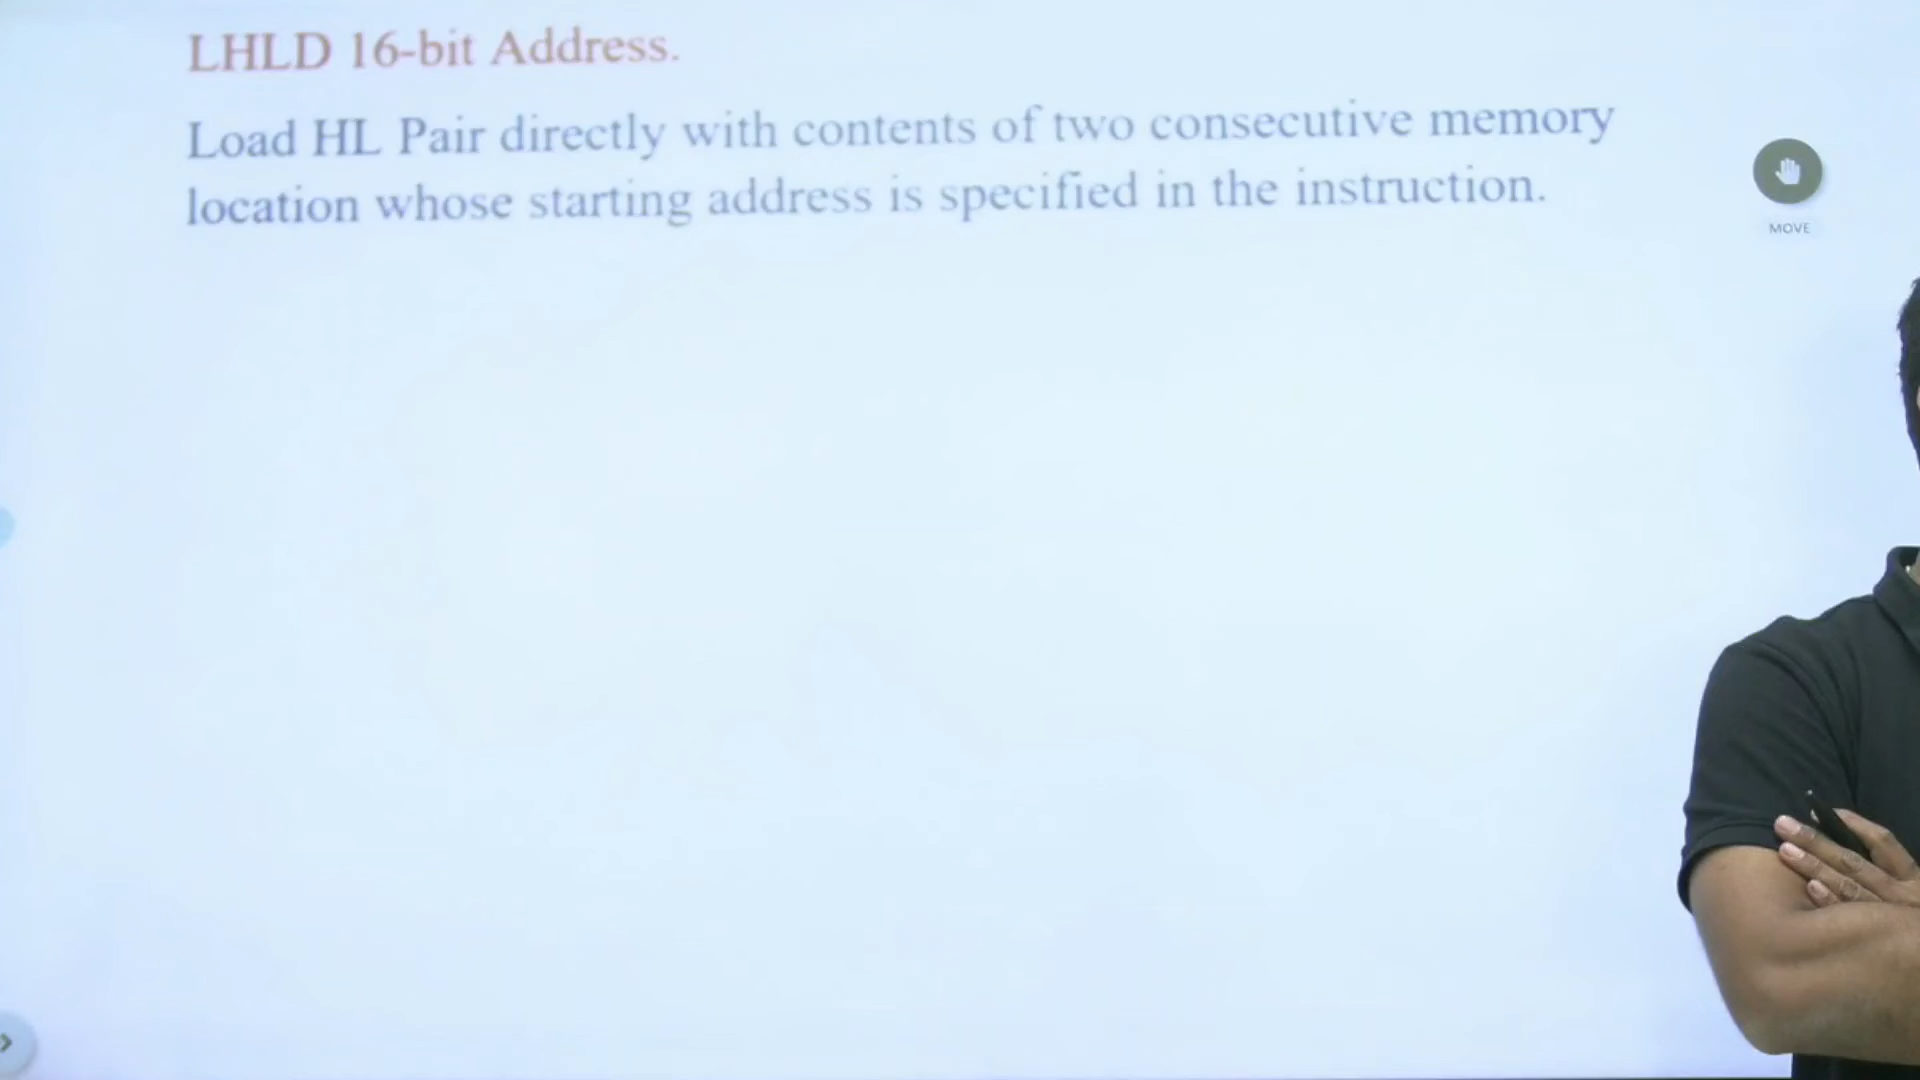 LHLD 16-bit Address.
Load HL Pair directly with contents of two consecutive memory
location whose starting address is specified in the instruction.
MOVE